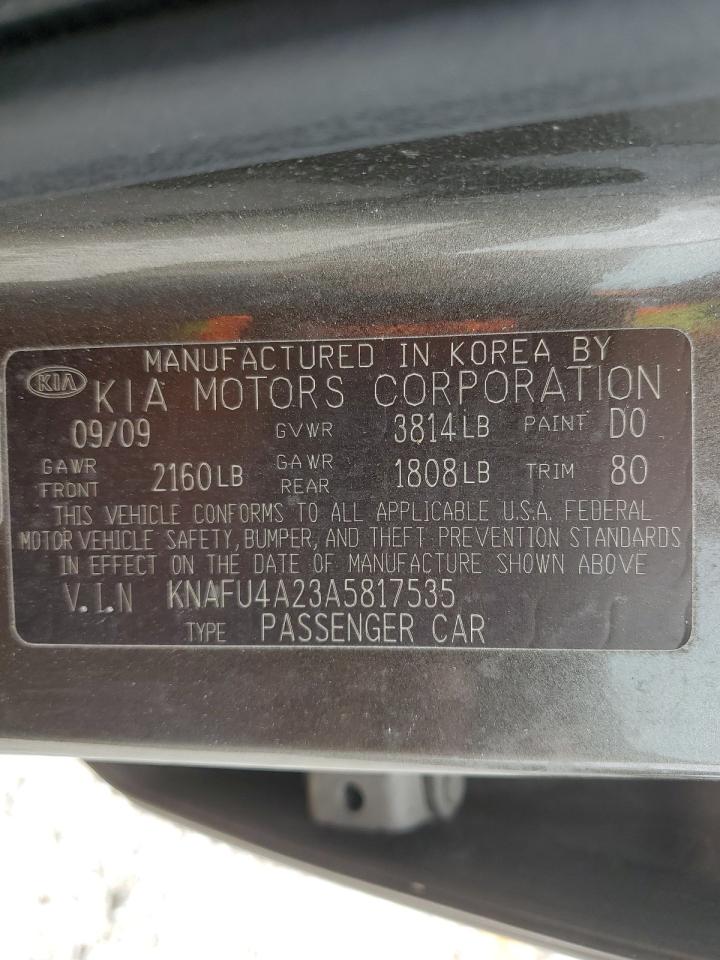 MANUFACTURED IN KOREA BY
KIA KIA MOTORS CORPORATION
09/09 GVWR 3814LB PAINT D0
GAWR FRONT 2160LB GAWR REAR 1808LB TRIM 80
THIS VEHICLE CONFORMS TO ALL APPLICABLE U.S.A. FEDERAL
MOTOR VEHICLE SAFETY, BUMPER, AND THEFT PREVENTION STANDARDS
IN EFFECT ON THE DATE OF MANUFACTURE SHOWN ABOVE
V.I.N KNAFU4A23A5817535
TYPE PASSENGER CAR